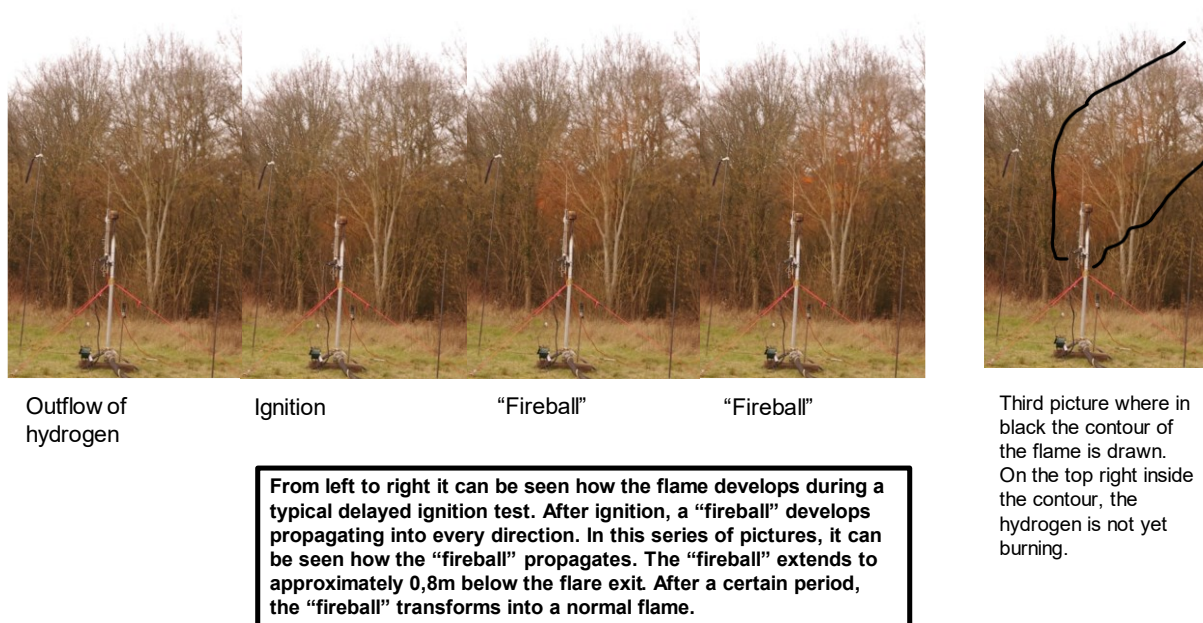 Outflow of
hydrogen
Ignition
“Fireball”
“Fireball”
Third picture where in
black the contour of
the flame is drawn.
On the top right inside
the contour, the
hydrogen is not yet
burning.
From left to right it can be seen how the flame develops during a
typical delayed ignition test. After ignition, a “fireball” develops
propagating into every direction. In this series of pictures, it can
be seen how the “fireball” propagates. The “fireball” extends to
approximately 0,8m below the flare exit. After a certain period,
the “fireball” transforms into a normal flame.